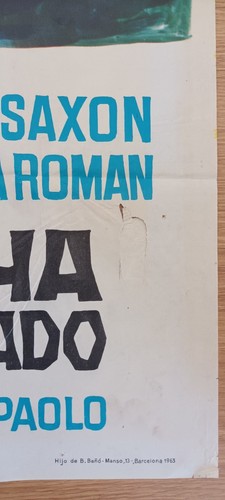 SAXON
A ROMAN
HA
ADO
PAOLO
Hijo de B. Bañó-Manso, 13-Barcelona 1963